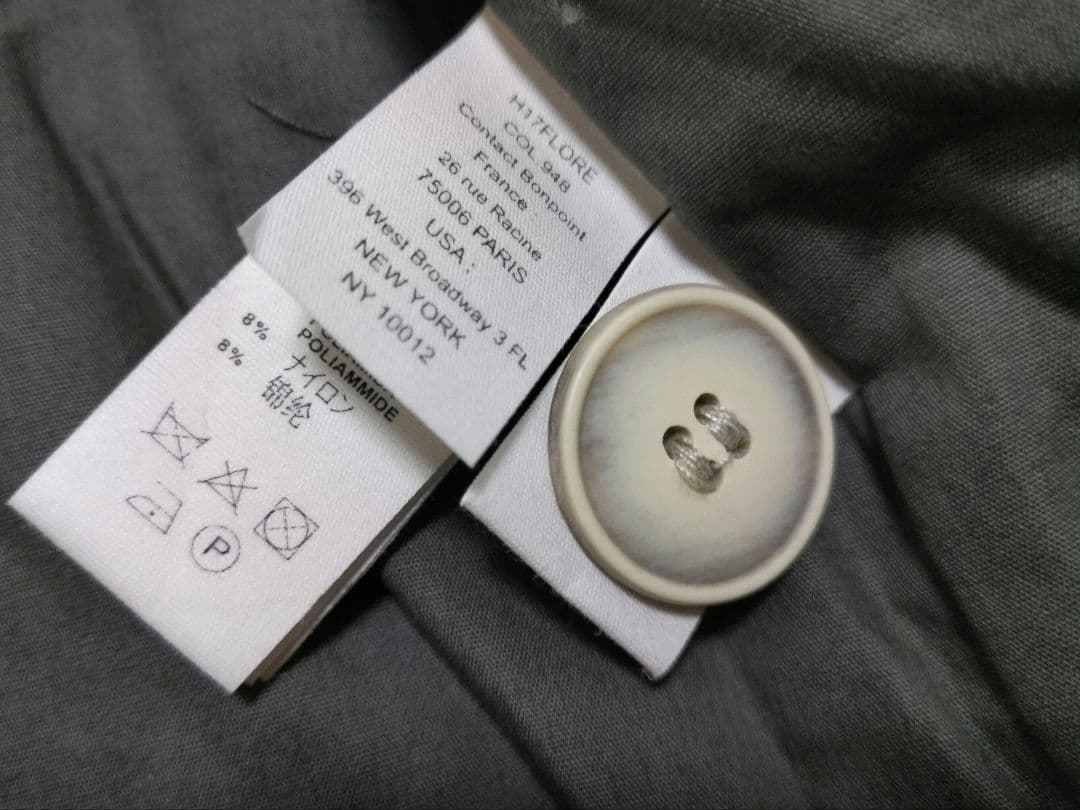 H17FLORE
COL 948
Contact Bonpoint
France :
26 rue Racine
75006 PARIS
USA :
396 West Broadway 3 FL
NEW YORK
NY 10012
8% POLIAMMIDE
ナイロン
8% 锦纶
P